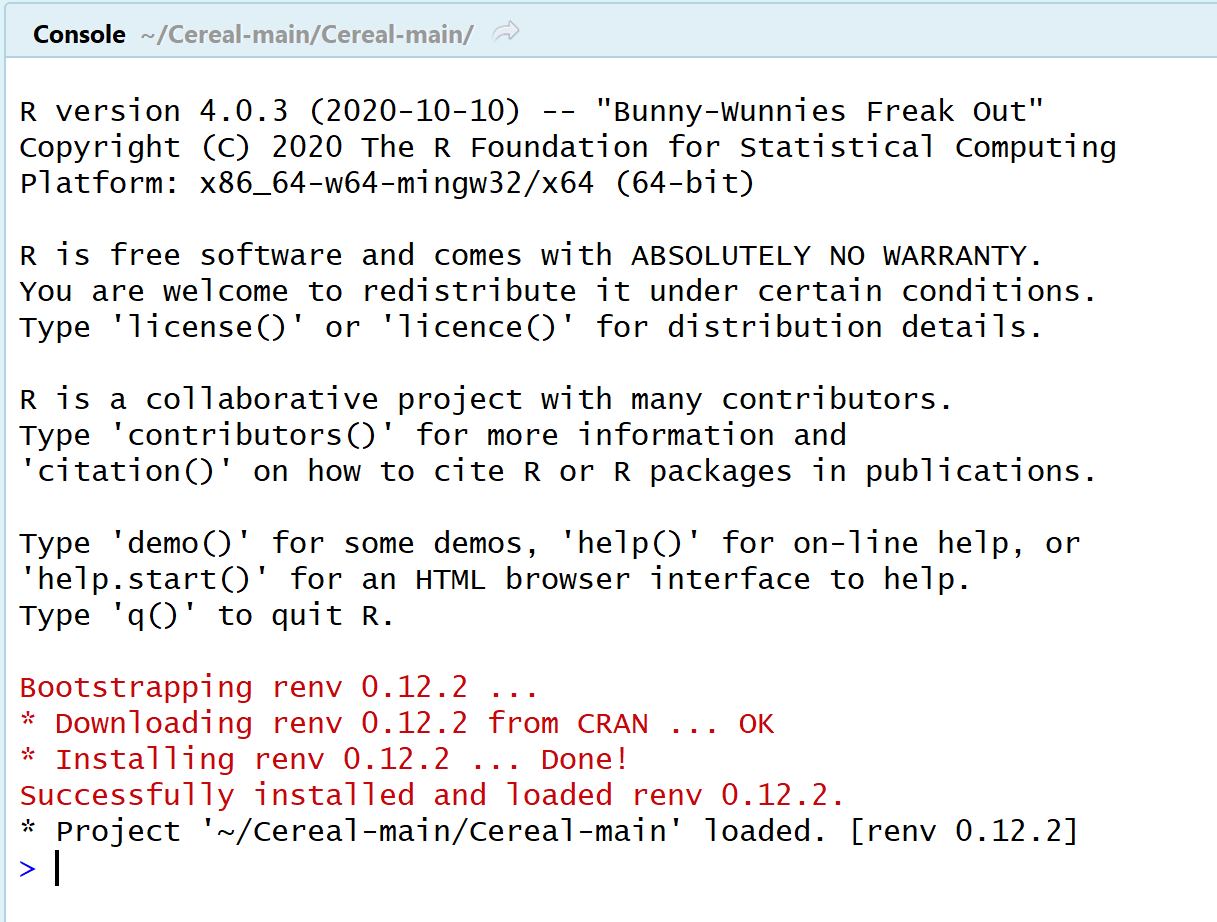 Console ~/Cereal-main/Cereal-main/
R version 4.0.3 (2020-10-10) -- "Bunny-Wunnies Freak Out"
Copyright (C) 2020 The R Foundation for Statistical Computing
Platform: x86_64-w64-mingw32/x64 (64-bit)
R is free software and comes with ABSOLUTELY NO WARRANTY.
You are welcome to redistribute it under certain conditions.
Type 'license()' or 'licence()' for distribution details.
R is a collaborative project with many contributors.
Type 'contributors()' for more information and
'citation()' on how to cite R or R packages in publications.
Type 'demo()' for some demos, 'help()' for on-line help, or
'help.start()' for an HTML browser interface to help.
Type 'q()' to quit R.
Bootstrapping renv 0.12.2 ...
* Downloading renv 0.12.2 from CRAN ... OK
* Installing renv 0.12.2 ... Done!
Successfully installed and loaded renv 0.12.2.
* Project '~/Cereal-main/Cereal-main' loaded. [renv 0.12.2]
>